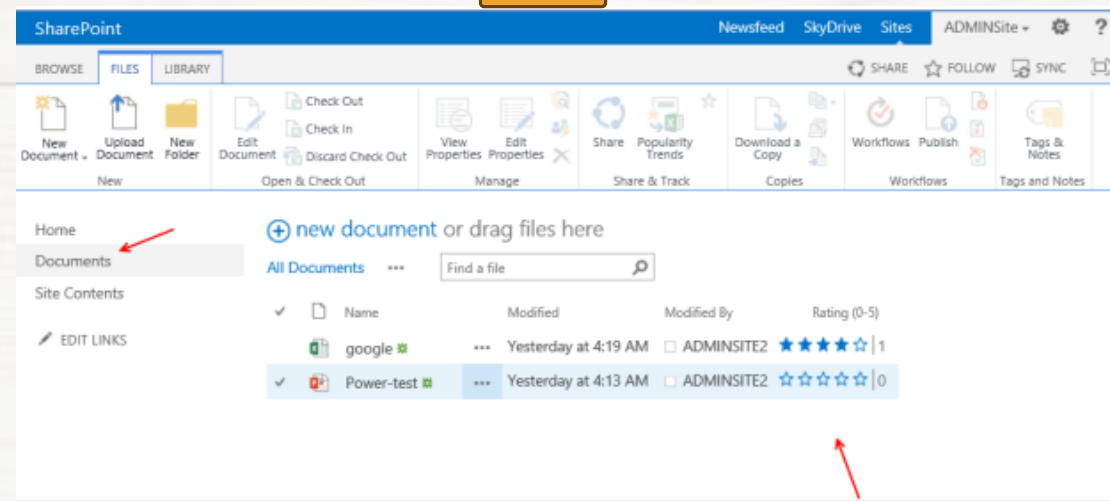 SharePoint
Newsfeed SkyDrive Sites ADMINSite ?
BROWSE FILES LIBRARY
SHARE FOLLOW SYNC
New Document
Upload Document
New Folder
New
Edit Document
Check Out
Check In
Discard Check Out
Open & Check Out
View Properties
Edit Properties
Manage
Share
Popularity Trends
Share & Track
Download a Copy
Copies
Workflows
Publish
Workflows
Tags & Notes
Tags and Notes
Home
Documents
Site Contents
EDIT LINKS
new document or drag files here
All Documents ••• Find a file
Name Modified Modified By Rating (0-5)
google ••• Yesterday at 4:19 AM ADMINSITE2 1
Power-test ••• Yesterday at 4:13 AM ADMINSITE2 0